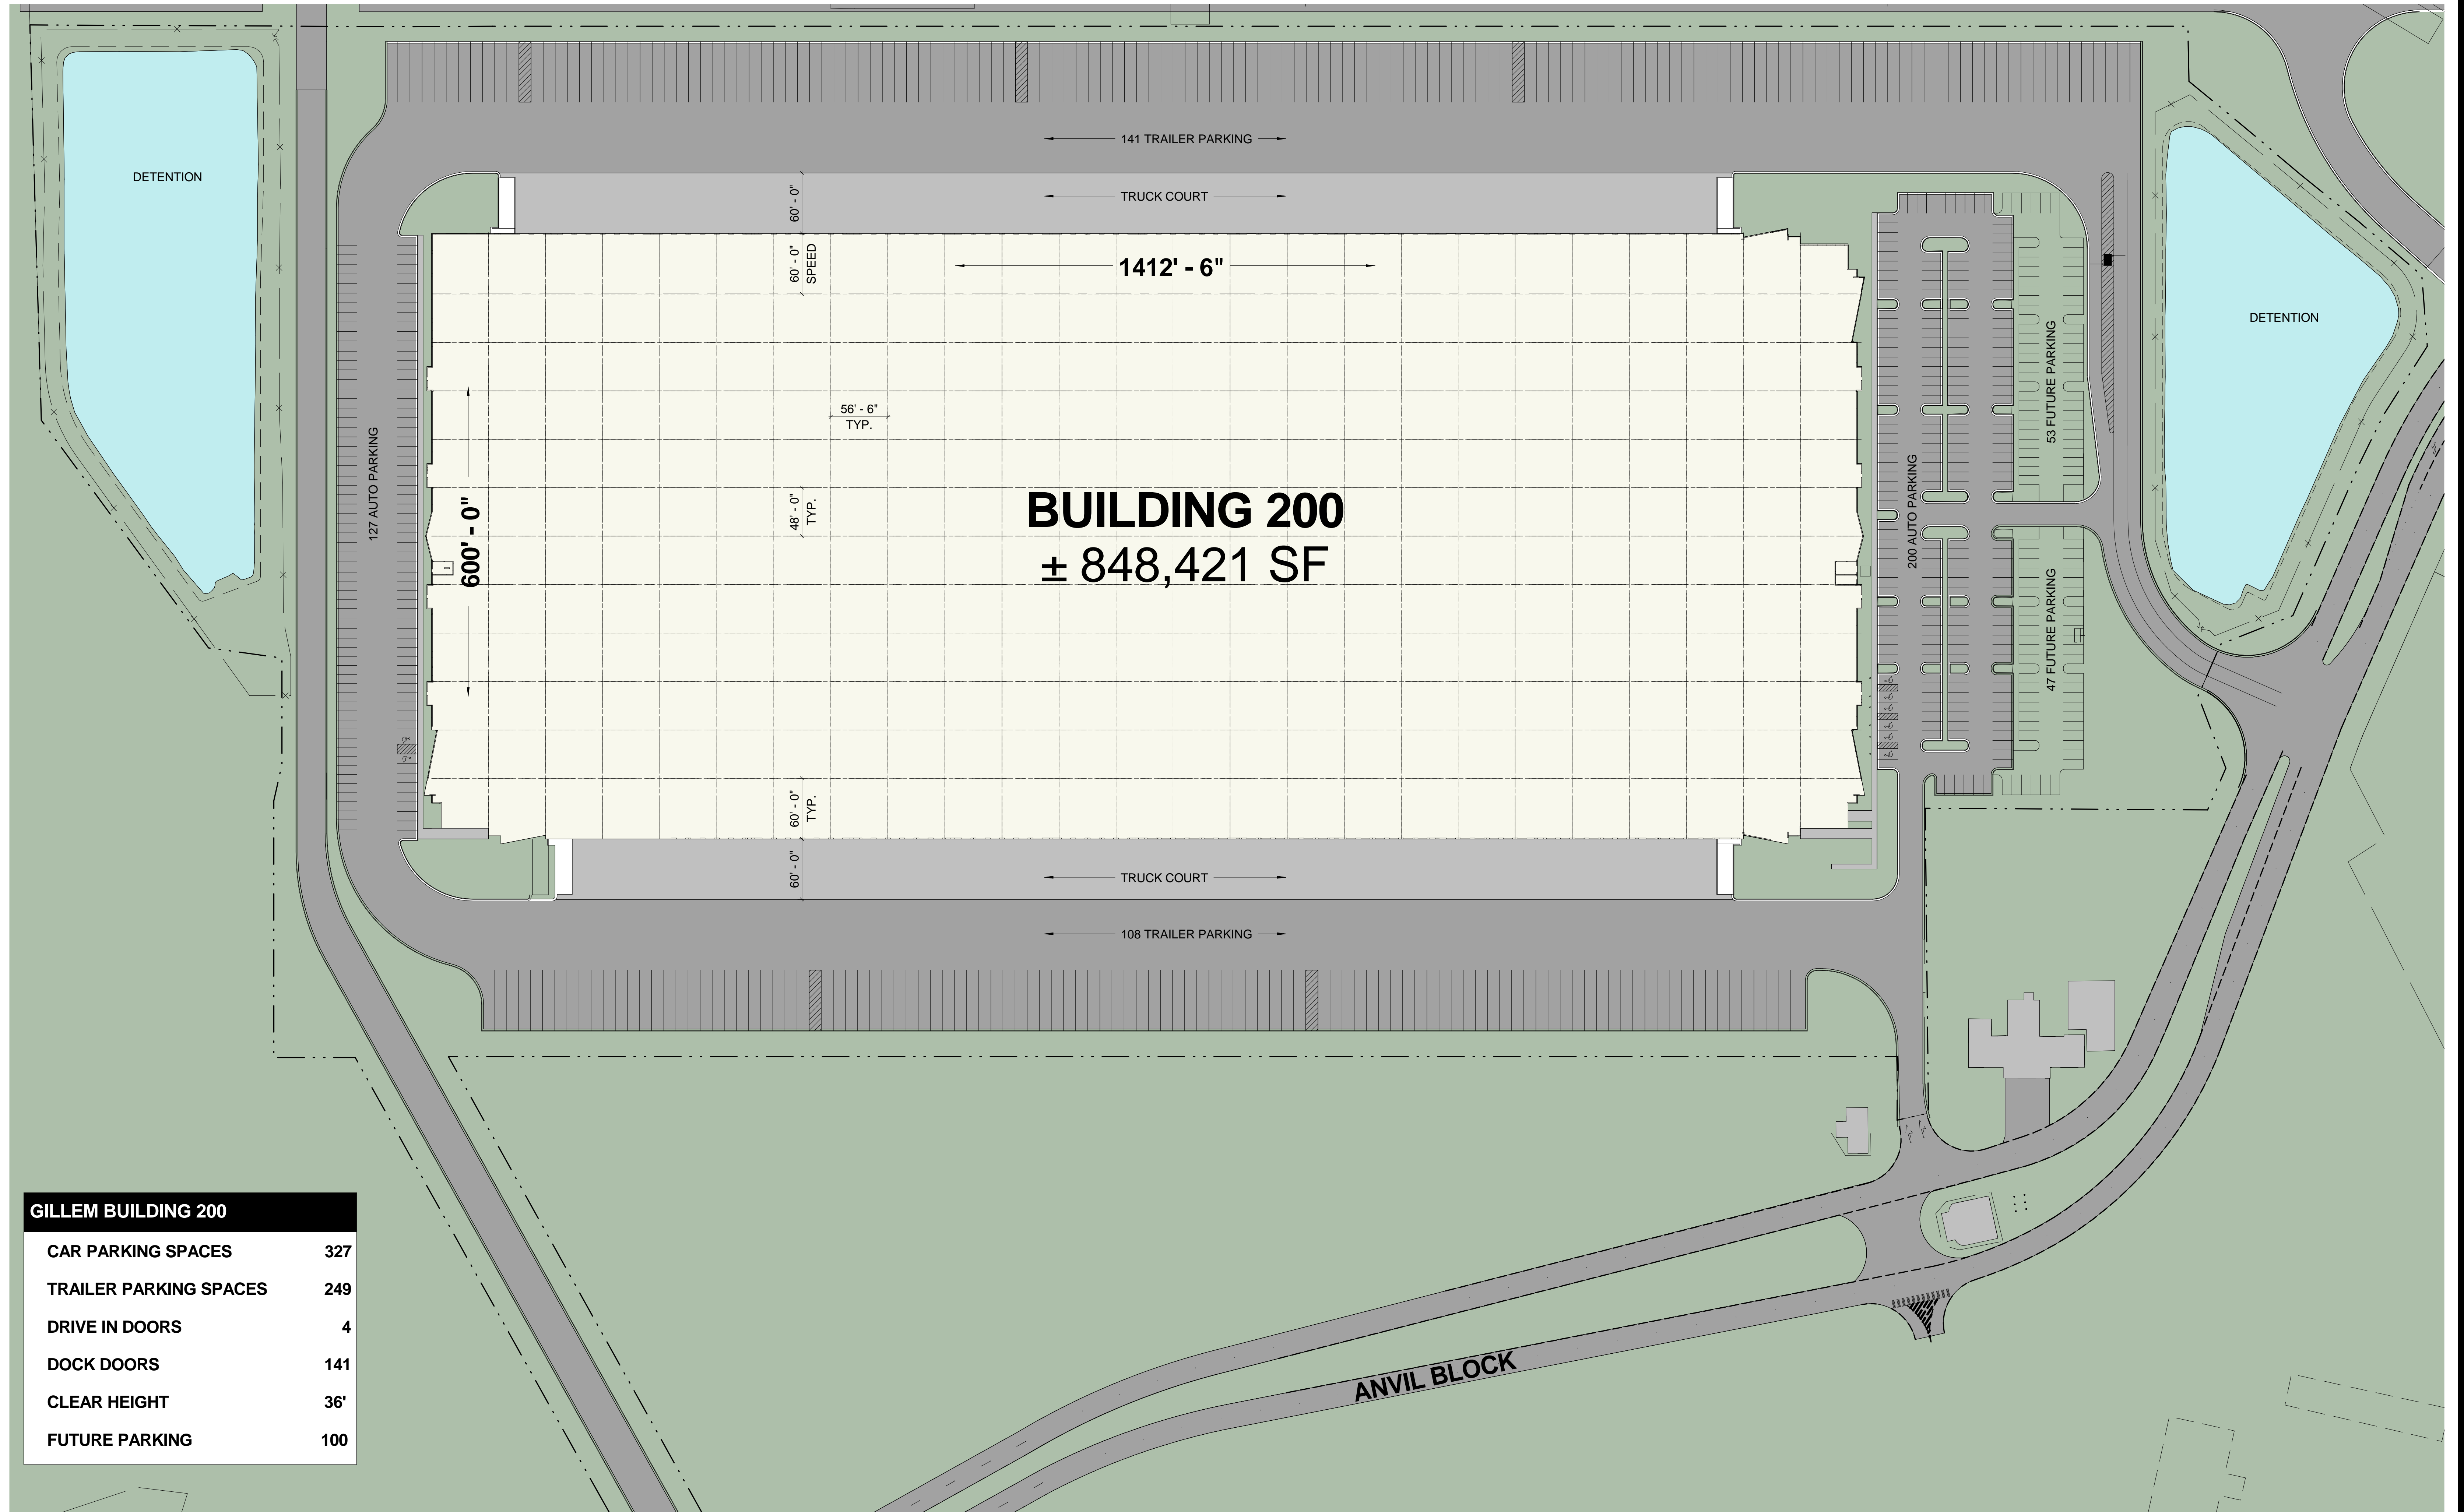 141 TRAILER PARKING
DETENTION
TRUCK COURT
60' - 0"
60' - 0"
SPEED
1412' - 6"
DETENTION
53 FUTURE PARKING
56' - 6"
TYP.
127 AUTO PARKING
600' - 0"
48' - 0"
TYP.
BUILDING 200
± 848,421 SF
200 AUTO PARKING
47 FUTURE PARKING
60' - 0"
TYP.
60' - 0"
TRUCK COURT
108 TRAILER PARKING
GILLEM BUILDING 200
CAR PARKING SPACES 327
TRAILER PARKING SPACES 249
DRIVE IN DOORS 4
DOCK DOORS 141
CLEAR HEIGHT 36'
FUTURE PARKING 100
ANVIL BLOCK